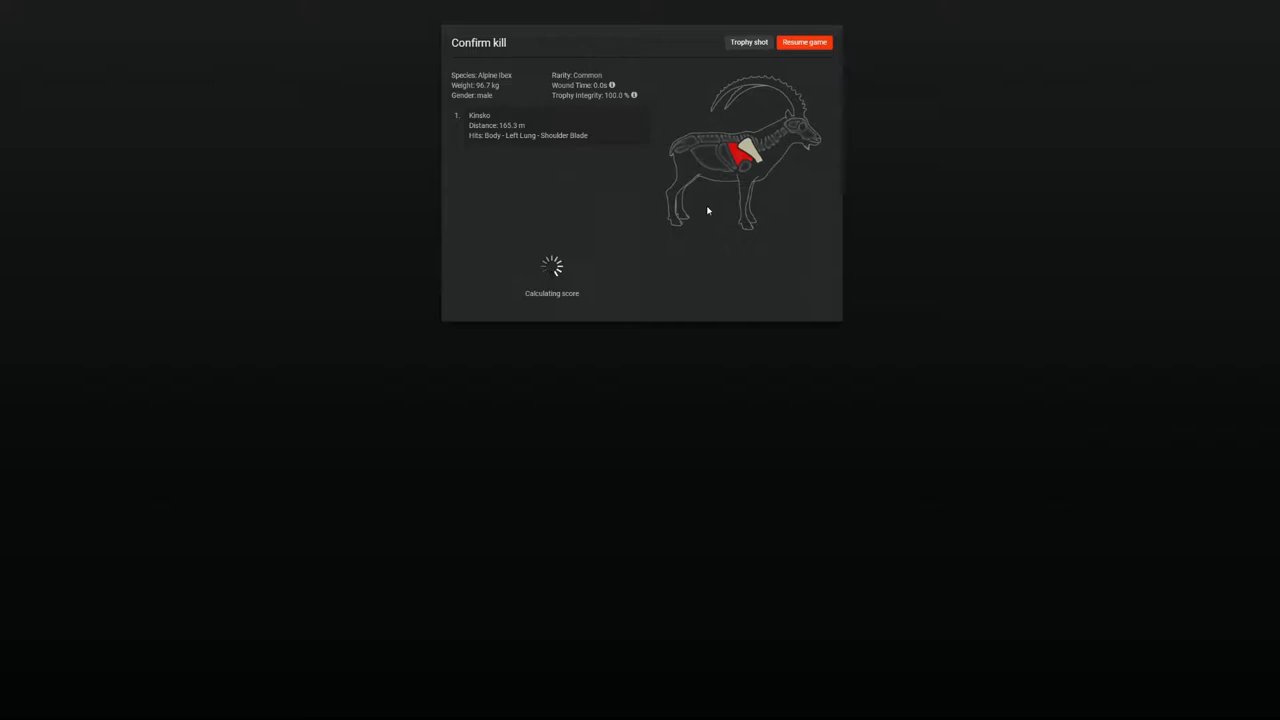 Confirm kill
Trophy shot
Resume game
Species: Alpine Ibex
Rarity: Common
Weight: 96.7 kg
Wound Time: 0.0s
Gender: male
Trophy Integrity: 100.0 %
1. Kinsko
Distance: 165.3 m
Hits: Body - Left Lung - Shoulder Blade
Calculating score